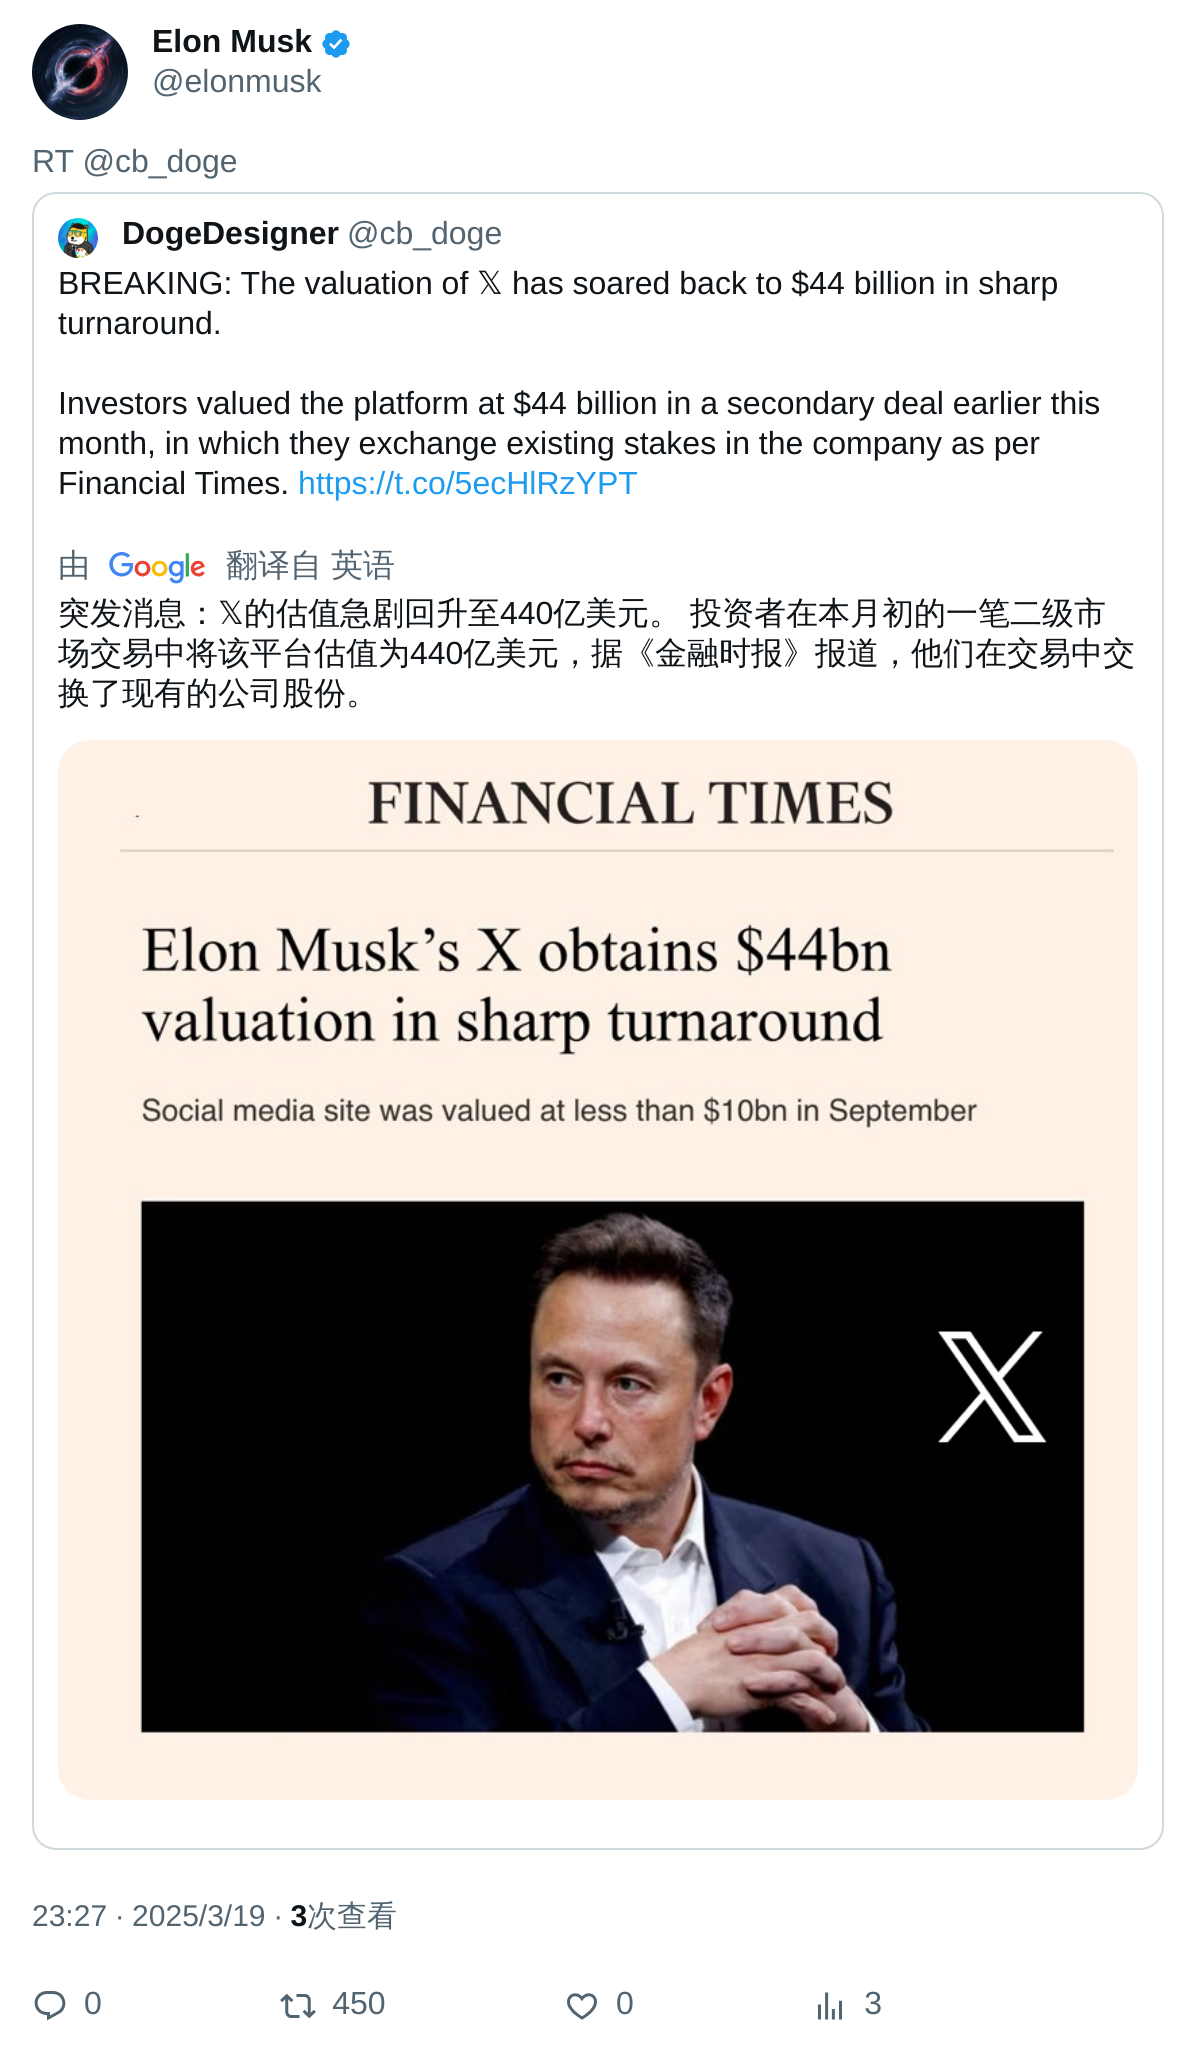 Elon Musk
@elonmusk
RT @cb_doge
DogeDesigner @cb_doge
BREAKING: The valuation of 𝕏 has soared back to $44 billion in sharp
turnaround.
Investors valued the platform at $44 billion in a secondary deal earlier this
month, in which they exchange existing stakes in the company as per
Financial Times. https://t.co/5ecHlRzYPT
由 Google 翻译自 英语
突发消息：𝕏的估值急剧回升至440亿美元。 投资者在本月初的一笔二级市
场交易中将该平台估值为440亿美元，据《金融时报》报道，他们在交易中交
换了现有的公司股份。
FINANCIAL TIMES
Elon Musk’s X obtains $44bn
valuation in sharp turnaround
Social media site was valued at less than $10bn in September
𝕏
23:27 · 2025/3/19 · 3次查看
0 450 0 3